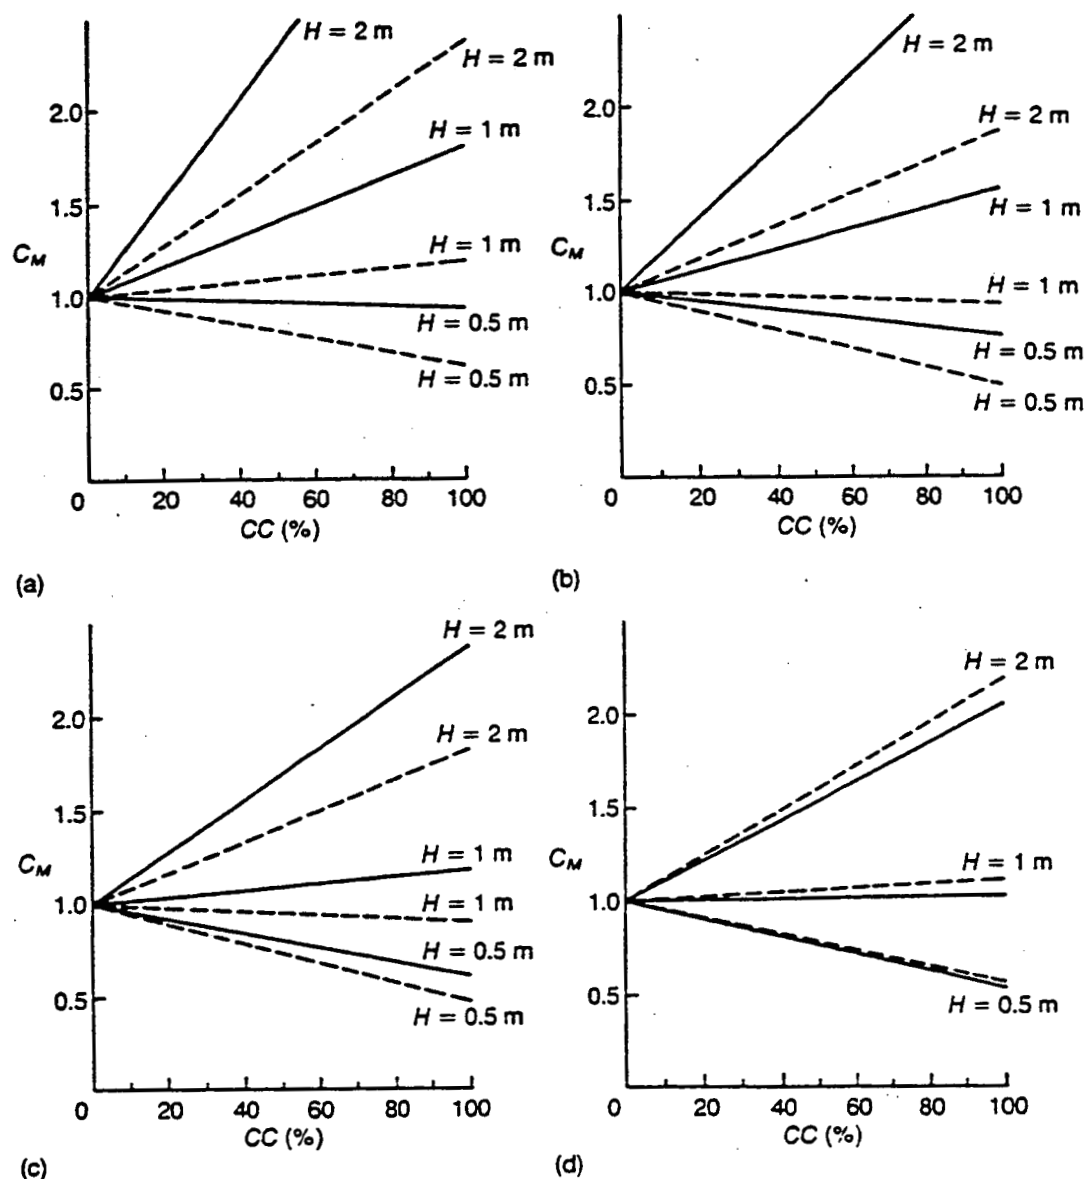 H = 2 m
H = 2 m
2.0
H = 1 m
1.5
H = 1 m
C_M
1.0
H = 0.5 m
H = 0.5 m
0.5
0 20 40 60 80 100
CC (%)
(a)
H = 2 m
2.0
H = 2 m
1.5
H = 1 m
C_M
1.0
H = 1 m
H = 0.5 m
0.5
H = 0.5 m
0 20 40 60 80 100
CC (%)
(b)
H = 2 m
2.0
H = 2 m
1.5
H = 1 m
C_M
1.0
H = 1 m
H = 0.5 m
0.5
H = 0.5 m
0 20 40 60 80 100
CC (%)
(c)
H = 2 m
2.0
1.5
H = 1 m
C_M
1.0
0.5
H = 0.5 m
0 20 40 60 80 100
CC (%)
(d)